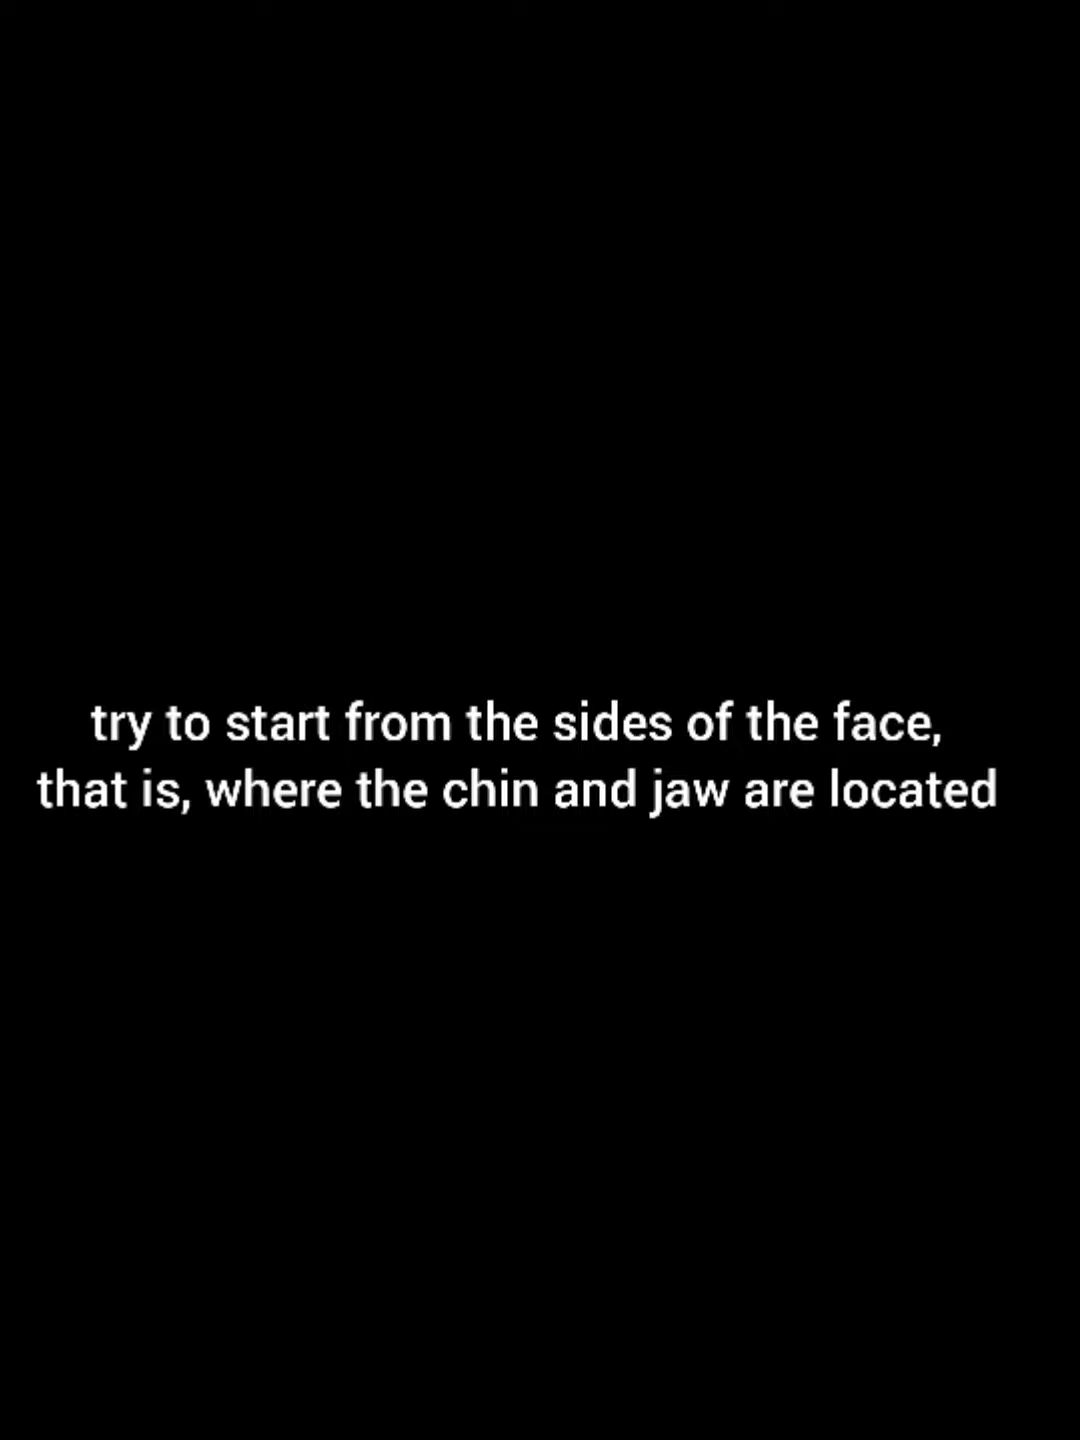 try to start from the sides of the face,
that is, where the chin and jaw are located